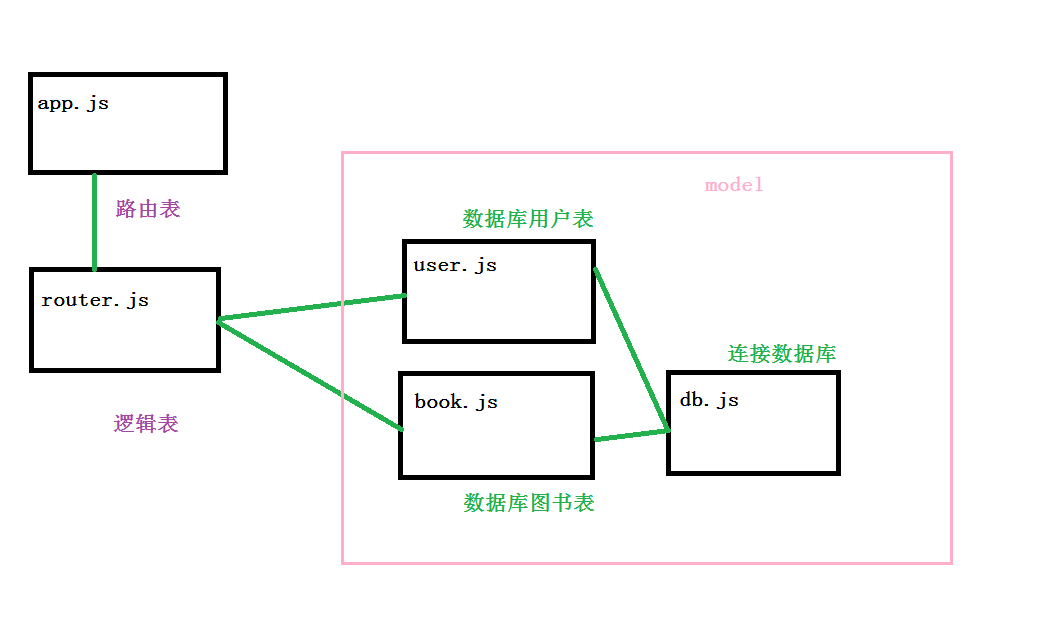 app.js
路由表
router.js
逻辑表
model
数据库用户表
user.js
book.js
数据库图书表
连接数据库
db.js